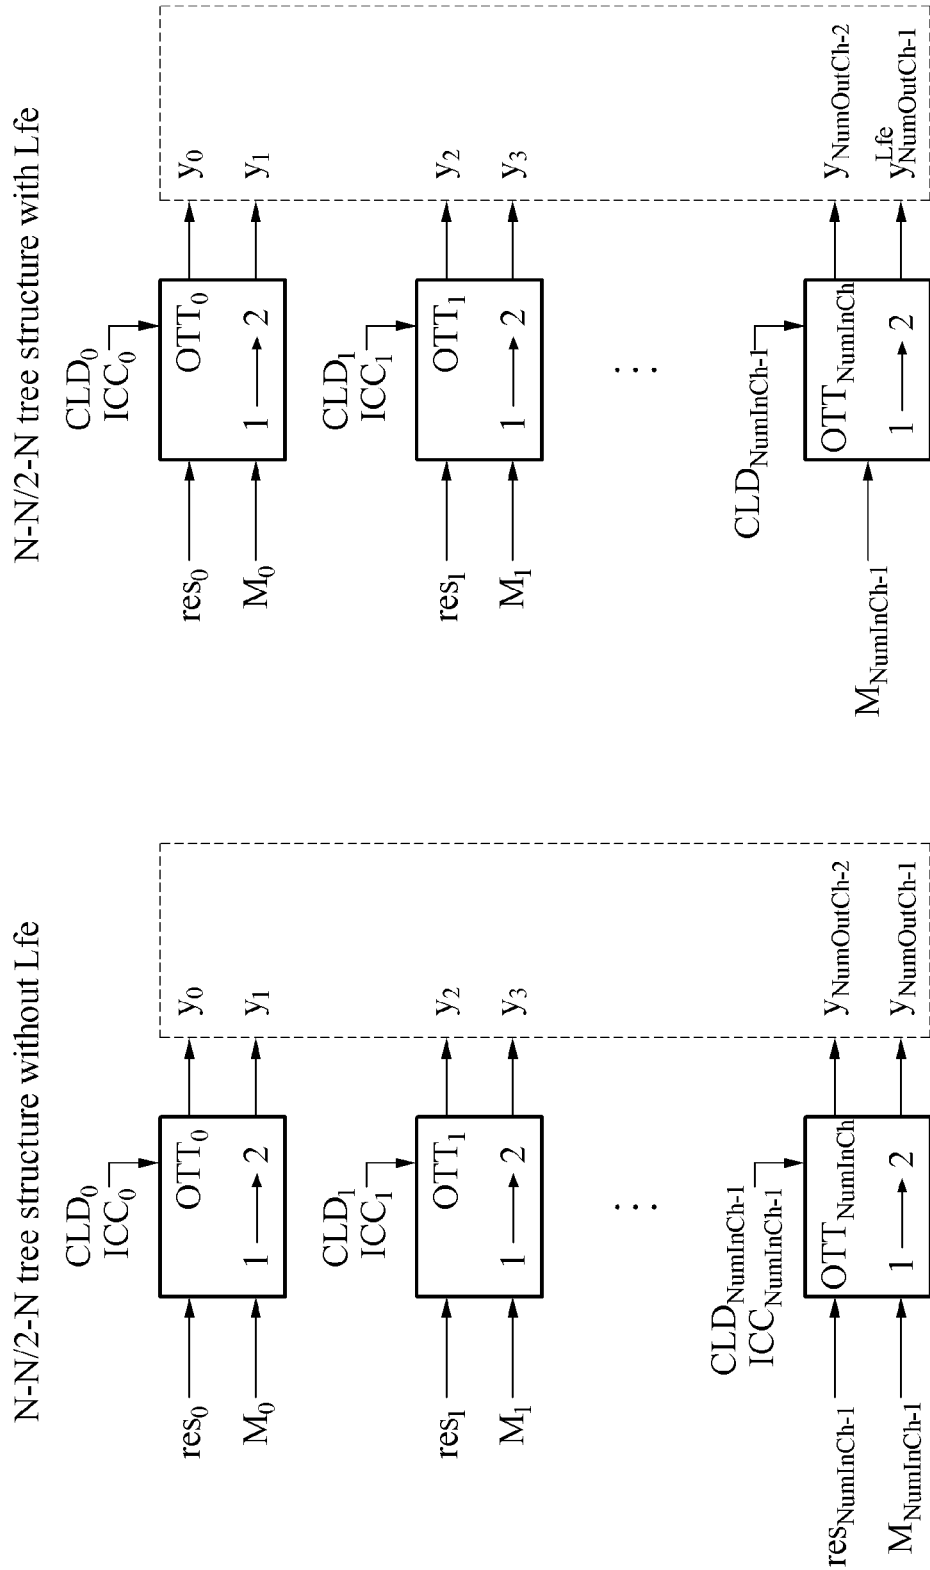 N-N/2-N tree structure without Lfe
CLD0
ICC0
res0
M0
OTT0
1 → 2
y0
y1
CLD1
ICC1
res1
M1
OTT1
1 → 2
y2
y3
...
CLDNumInCh-1
ICCNumInCh-1
resNumInCh-1
MNumInCh-1
OTTNumInCh
1 → 2
yNumOutCh-2
yNumOutCh-1
N-N/2-N tree structure with Lfe
CLD0
ICC0
res0
M0
OTT0
1 → 2
y0
y1
CLD1
ICC1
res1
M1
OTT1
1 → 2
y2
y3
...
CLDNumInCh-1
MNumInCh-1
OTTNumInCh
1 → 2
yNumOutCh-2
yLfeNumOutCh-1